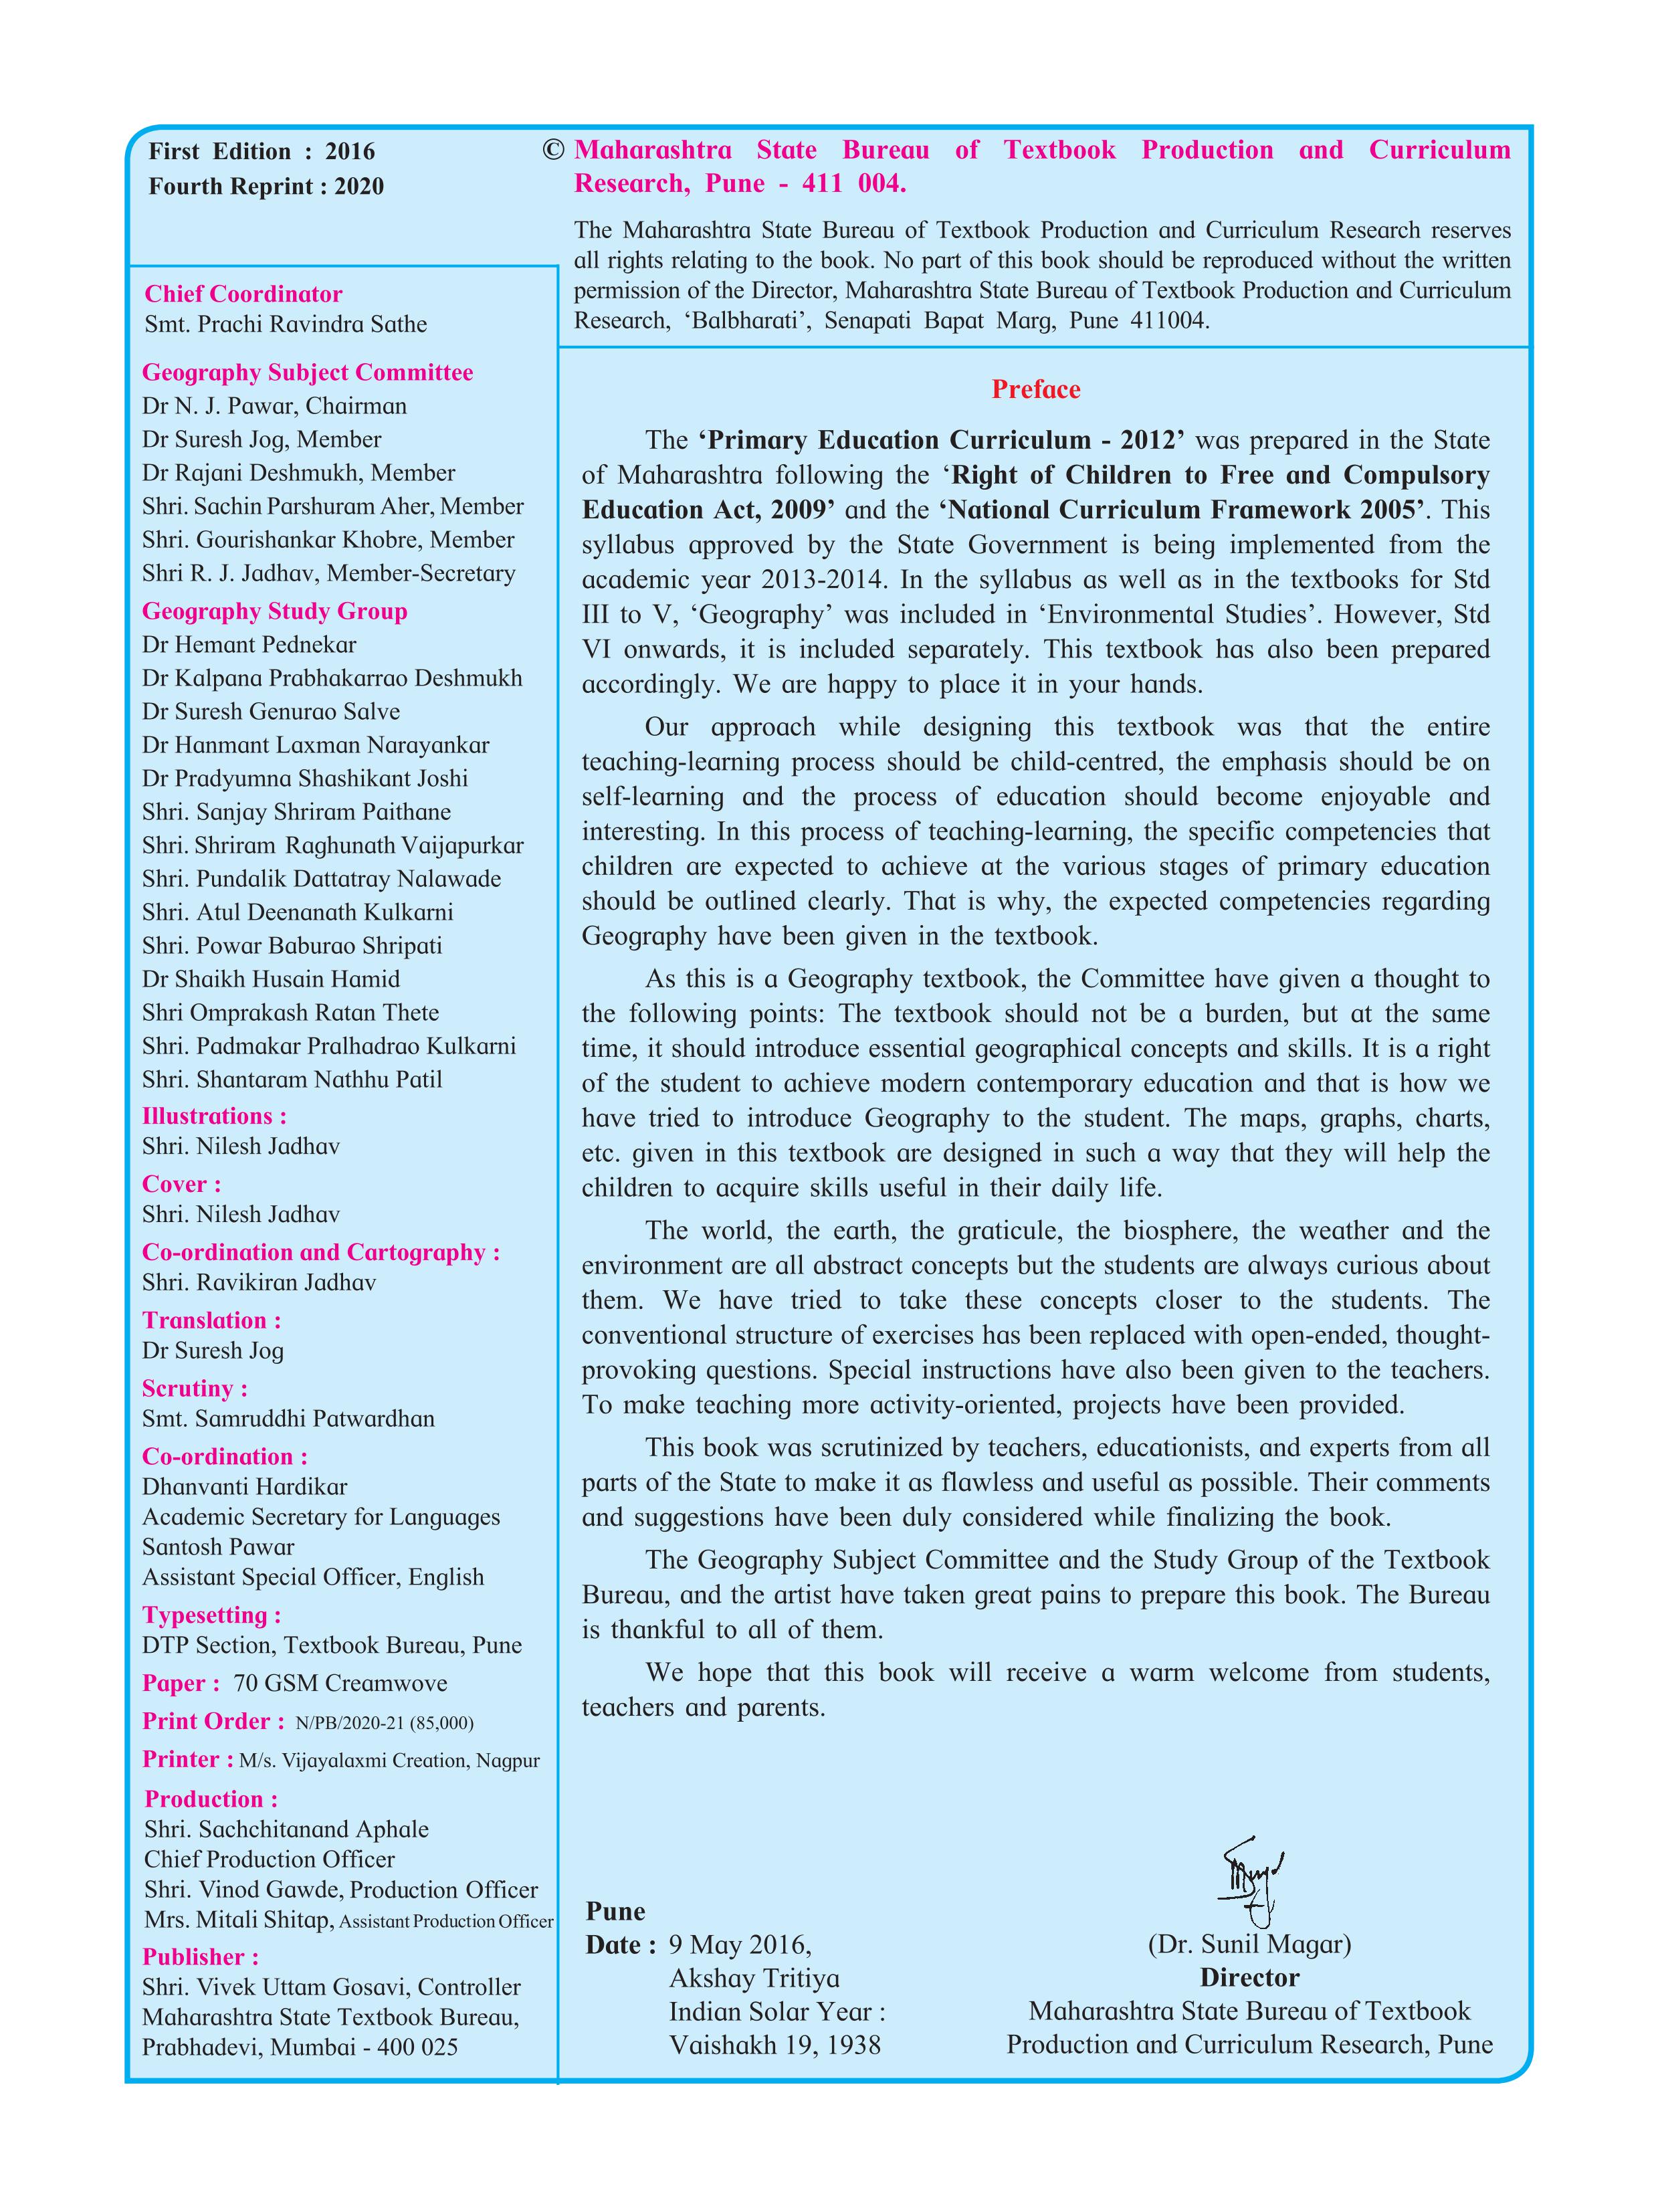 First Edition : 2016
Fourth Reprint : 2020
© Maharashtra State Bureau of Textbook Production and Curriculum
Research, Pune - 411 004.
The Maharashtra State Bureau of Textbook Production and Curriculum Research reserves
all rights relating to the book. No part of this book should be reproduced without the written
permission of the Director, Maharashtra State Bureau of Textbook Production and Curriculum
Research, ‘Balbharati’, Senapati Bapat Marg, Pune 411004.
Chief Coordinator
Smt. Prachi Ravindra Sathe
Geography Subject Committee
Dr N. J. Pawar, Chairman
Dr Suresh Jog, Member
Dr Rajani Deshmukh, Member
Shri. Sachin Parshuram Aher, Member
Shri. Gourishankar Khobre, Member
Shri R. J. Jadhav, Member-Secretary
Geography Study Group
Dr Hemant Pednekar
Dr Kalpana Prabhakarrao Deshmukh
Dr Suresh Genurao Salve
Dr Hanmant Laxman Narayankar
Dr Pradyumna Shashikant Joshi
Shri. Sanjay Shriram Paithane
Shri. Shriram Raghunath Vaijapurkar
Shri. Pundalik Dattatray Nalawade
Shri. Atul Deenanath Kulkarni
Shri. Powar Baburao Shripati
Dr Shaikh Husain Hamid
Shri Omprakash Ratan Thete
Shri. Padmakar Pralhadrao Kulkarni
Shri. Shantaram Nathhu Patil
Illustrations :
Shri. Nilesh Jadhav
Cover :
Shri. Nilesh Jadhav
Co-ordination and Cartography :
Shri. Ravikiran Jadhav
Translation :
Dr Suresh Jog
Scrutiny :
Smt. Samruddhi Patwardhan
Co-ordination :
Dhanvanti Hardikar
Academic Secretary for Languages
Santosh Pawar
Assistant Special Officer, English
Typesetting :
DTP Section, Textbook Bureau, Pune
Paper : 70 GSM Creamwove
Print Order : N/PB/2020-21 (85,000)
Printer : M/s. Vijayalaxmi Creation, Nagpur
Production :
Shri. Sachchitanand Aphale
Chief Production Officer
Shri. Vinod Gawde, Production Officer
Mrs. Mitali Shitap, Assistant Production Officer
Publisher :
Shri. Vivek Uttam Gosavi, Controller
Maharashtra State Textbook Bureau,
Prabhadevi, Mumbai - 400 025
Preface
The ‘Primary Education Curriculum - 2012’ was prepared in the State
of Maharashtra following the ‘Right of Children to Free and Compulsory
Education Act, 2009’ and the ‘National Curriculum Framework 2005’. This
syllabus approved by the State Government is being implemented from the
academic year 2013-2014. In the syllabus as well as in the textbooks for Std
III to V, ‘Geography’ was included in ‘Environmental Studies’. However, Std
VI onwards, it is included separately. This textbook has also been prepared
accordingly. We are happy to place it in your hands.
Our approach while designing this textbook was that the entire
teaching-learning process should be child-centred, the emphasis should be on
self-learning and the process of education should become enjoyable and
interesting. In this process of teaching-learning, the specific competencies that
children are expected to achieve at the various stages of primary education
should be outlined clearly. That is why, the expected competencies regarding
Geography have been given in the textbook.
As this is a Geography textbook, the Committee have given a thought to
the following points: The textbook should not be a burden, but at the same
time, it should introduce essential geographical concepts and skills. It is a right
of the student to achieve modern contemporary education and that is how we
have tried to introduce Geography to the student. The maps, graphs, charts,
etc. given in this textbook are designed in such a way that they will help the
children to acquire skills useful in their daily life.
The world, the earth, the graticule, the biosphere, the weather and the
environment are all abstract concepts but the students are always curious about
them. We have tried to take these concepts closer to the students. The
conventional structure of exercises has been replaced with open-ended, thought-
provoking questions. Special instructions have also been given to the teachers.
To make teaching more activity-oriented, projects have been provided.
This book was scrutinized by teachers, educationists, and experts from all
parts of the State to make it as flawless and useful as possible. Their comments
and suggestions have been duly considered while finalizing the book.
The Geography Subject Committee and the Study Group of the Textbook
Bureau, and the artist have taken great pains to prepare this book. The Bureau
is thankful to all of them.
We hope that this book will receive a warm welcome from students,
teachers and parents.
Pune
Date : 9 May 2016,
Akshay Tritiya
Indian Solar Year :
Vaishakh 19, 1938
(Dr. Sunil Magar)
Director
Maharashtra State Bureau of Textbook
Production and Curriculum Research, Pune